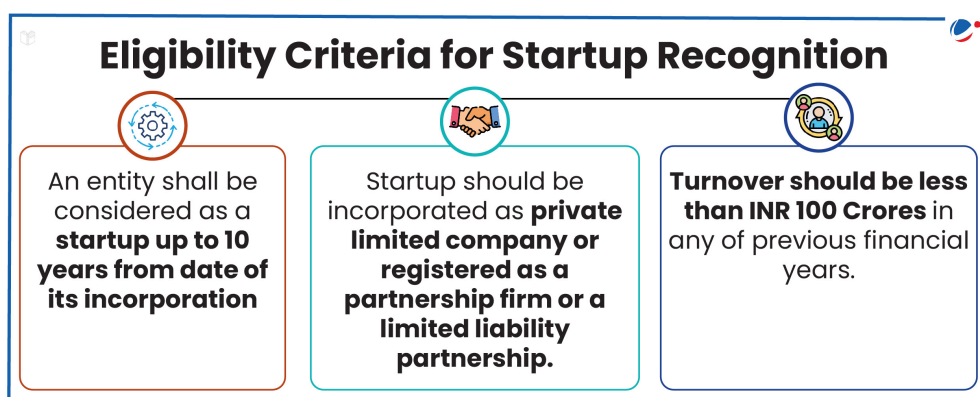 Eligibility Criteria for Startup Recognition
An entity shall be
considered as a
startup up to 10
years from date of
its incorporation
Startup should be
incorporated as private
limited company or
registered as a
partnership firm or a
limited liability
partnership.
Turnover should be less
than INR 100 Crores in
any of previous financial
years.